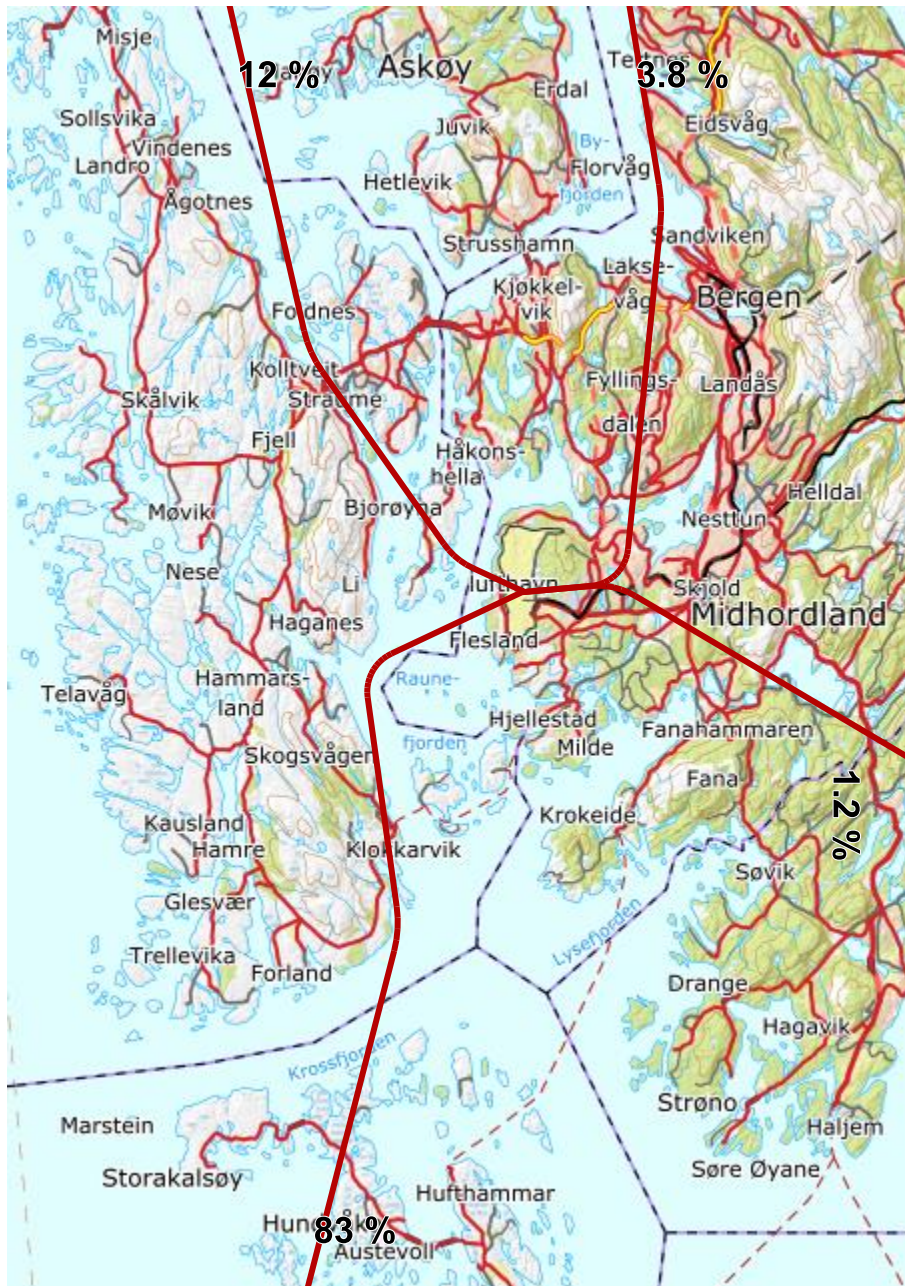 Misje
12 %
Askøy
3.8 %
Erdal
Sollsvika
Juvik
Eidsvåg
Vindenes
By-
Landro
Florvåg
Hetlevik
fjorden
Ågotnes
Sandviken
Strusshamn
Lakse-
våg
Kjøkkel-
vik
Bergen
Foldnes
Kolltveit
Straume
Fyllings-
dalen
Landås
Skålvik
Fjell
Håkons-
hella
Helldal
Møvik
Bjorøyna
Nesttun
Nese
Li
lufthavn
Skjold
Midhordland
Haganes
Flesland
Telavåg
Hammars-
land
Raune-
fjorden
Hjellestad
Milde
Fanahammaren
Skogsvågen
Fana
1.2 %
Kausland
Hamre
Klokkarvik
Krokeide
Søvik
Glesvær
Lysefjorden
Trellevika
Forland
Drange
Hagavik
Krossfjorden
Strøno
Marstein
Haljem
Storakalsøy
Søre Øyane
Hufthammar
83 %
Austevoll